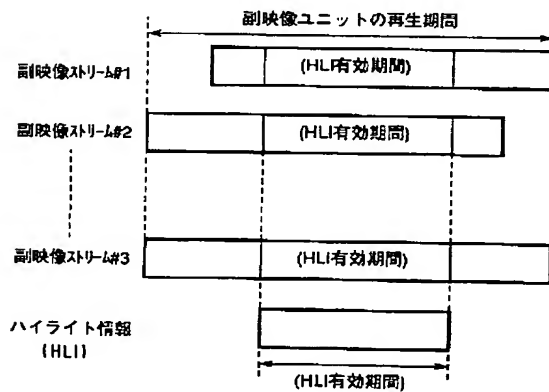 副映像ユニットの再生期間
副映像ストリーム#1
(HLI有効期間)
副映像ストリーム#2
(HLI有効期間)
副映像ストリーム#3
(HLI有効期間)
ハイライト情報
(HLI)
(HLI有効期間)